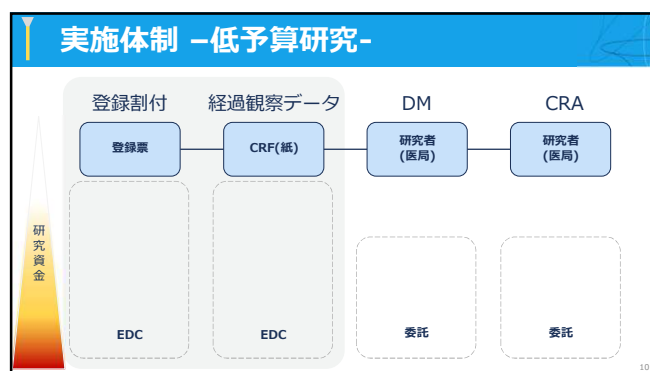 実施体制 –低予算研究-
登録割付
経過観察データ
DM
CRA
登録票
CRF(紙)
研究者
(医局)
研究者
(医局)
研究資金
EDC
EDC
委託
委託
10